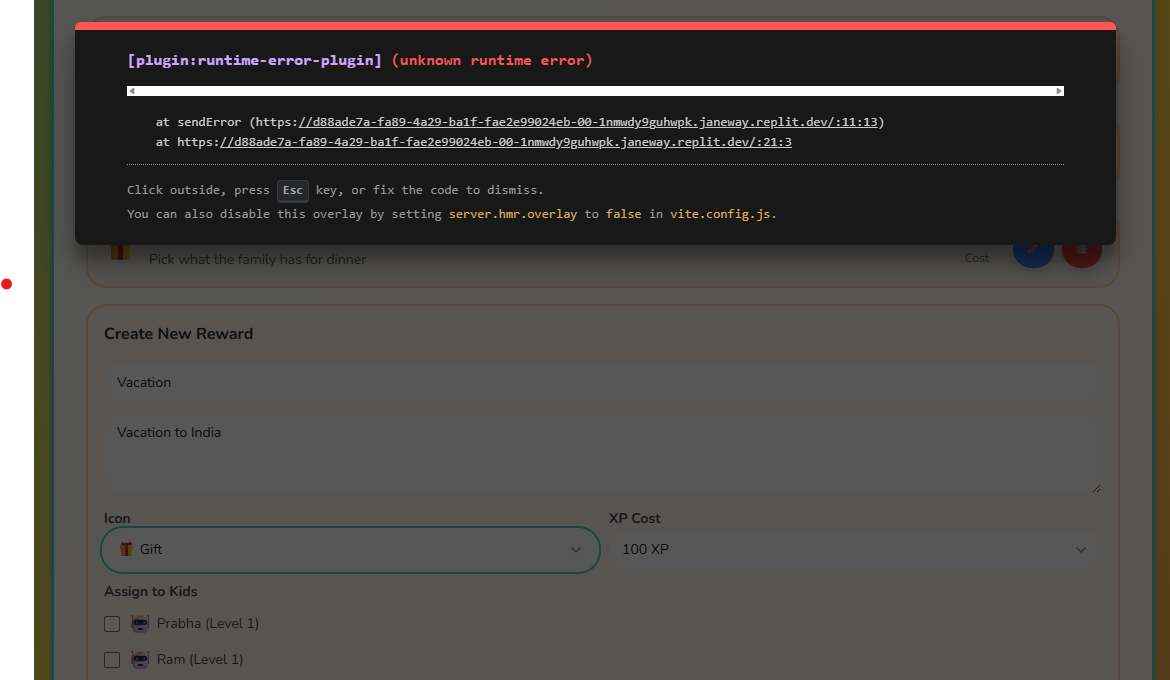 [plugin:runtime-error-plugin] (unknown runtime error)
at sendError (https://d88ade7a-fa89-4a29-ba1f-fae2e99024eb-00-1nmwdy9guhwpk.janeway.replit.dev/:11:13)
at https://d88ade7a-fa89-4a29-ba1f-fae2e99024eb-00-1nmwdy9guhwpk.janeway.replit.dev/:21:3
Click outside, press Esc key, or fix the code to dismiss.
You can also disable this overlay by setting server.hmr.overlay to false in vite.config.js.
Pick what the family has for dinner
Cost
Create New Reward
Vacation
Vacation to India
Icon
XP Cost
Gift
100 XP
Assign to Kids
Prabha (Level 1)
Ram (Level 1)